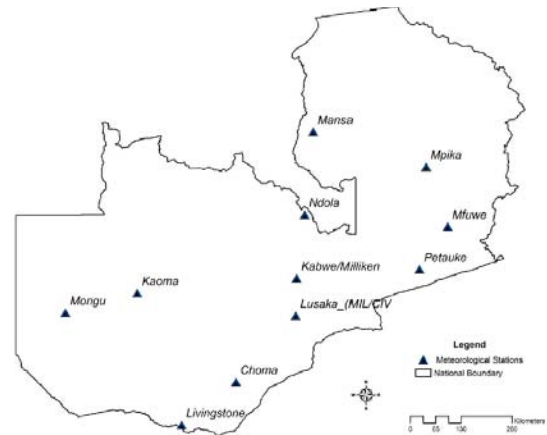 Mansa
Mpika
Ndola
Mfuwe
Petauke
Kabwe/Milliken
Kaoma
Mongu
Lusaka_(MIL/CIV
Choma
Livingstone
Legend
Meteorological Stations
National Boundary
Kilometers
0 200